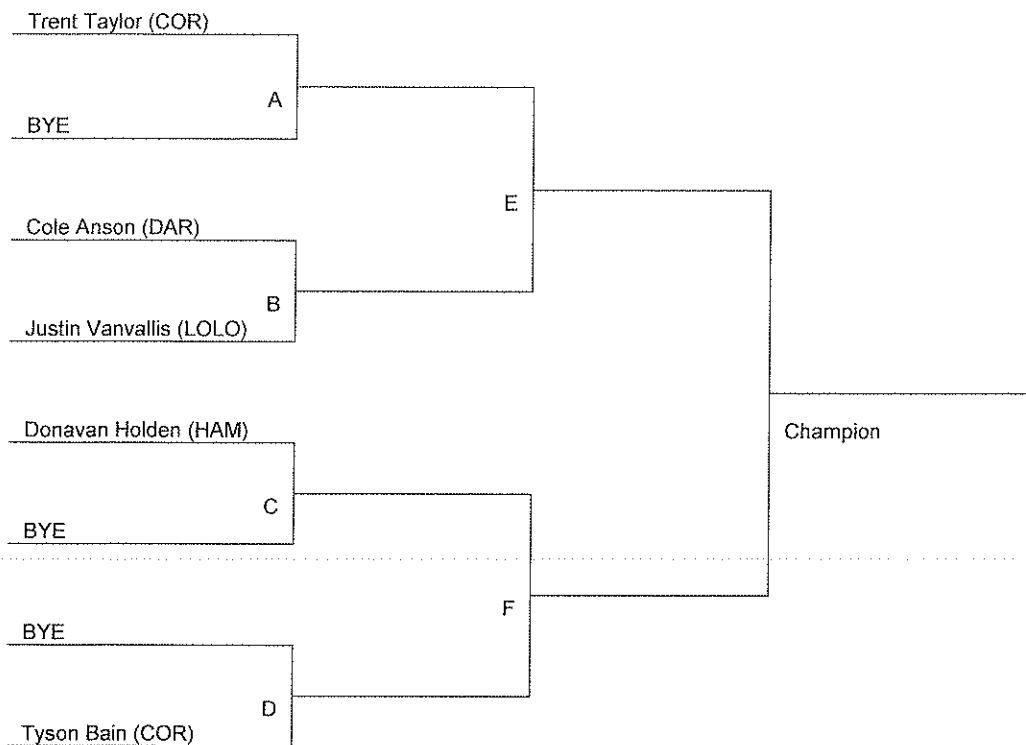 Trent Taylor (COR)
A
BYE
E
Cole Anson (DAR)
B
Justin Vanvallis (LOLO)
Donavan Holden (HAM)
Champion
C
BYE
F
BYE
D
Tyson Bain (COR)